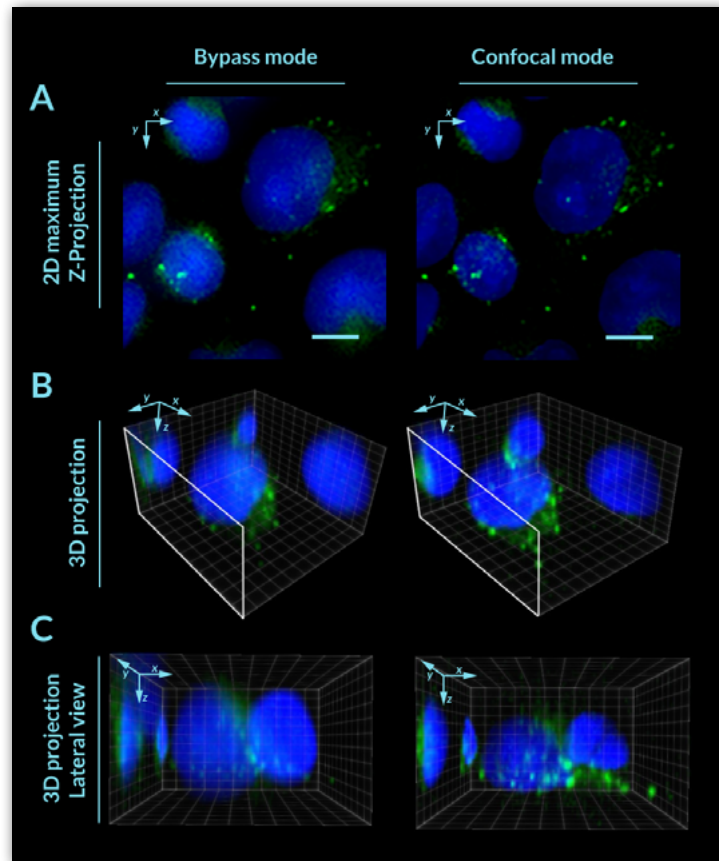 Bypass mode
Confocal mode
A
x
y
x
y
2D maximum
Z-Projection
B
y
x
z
y
x
z
3D projection
C
y
x
z
y
x
z
3D projection
Lateral view